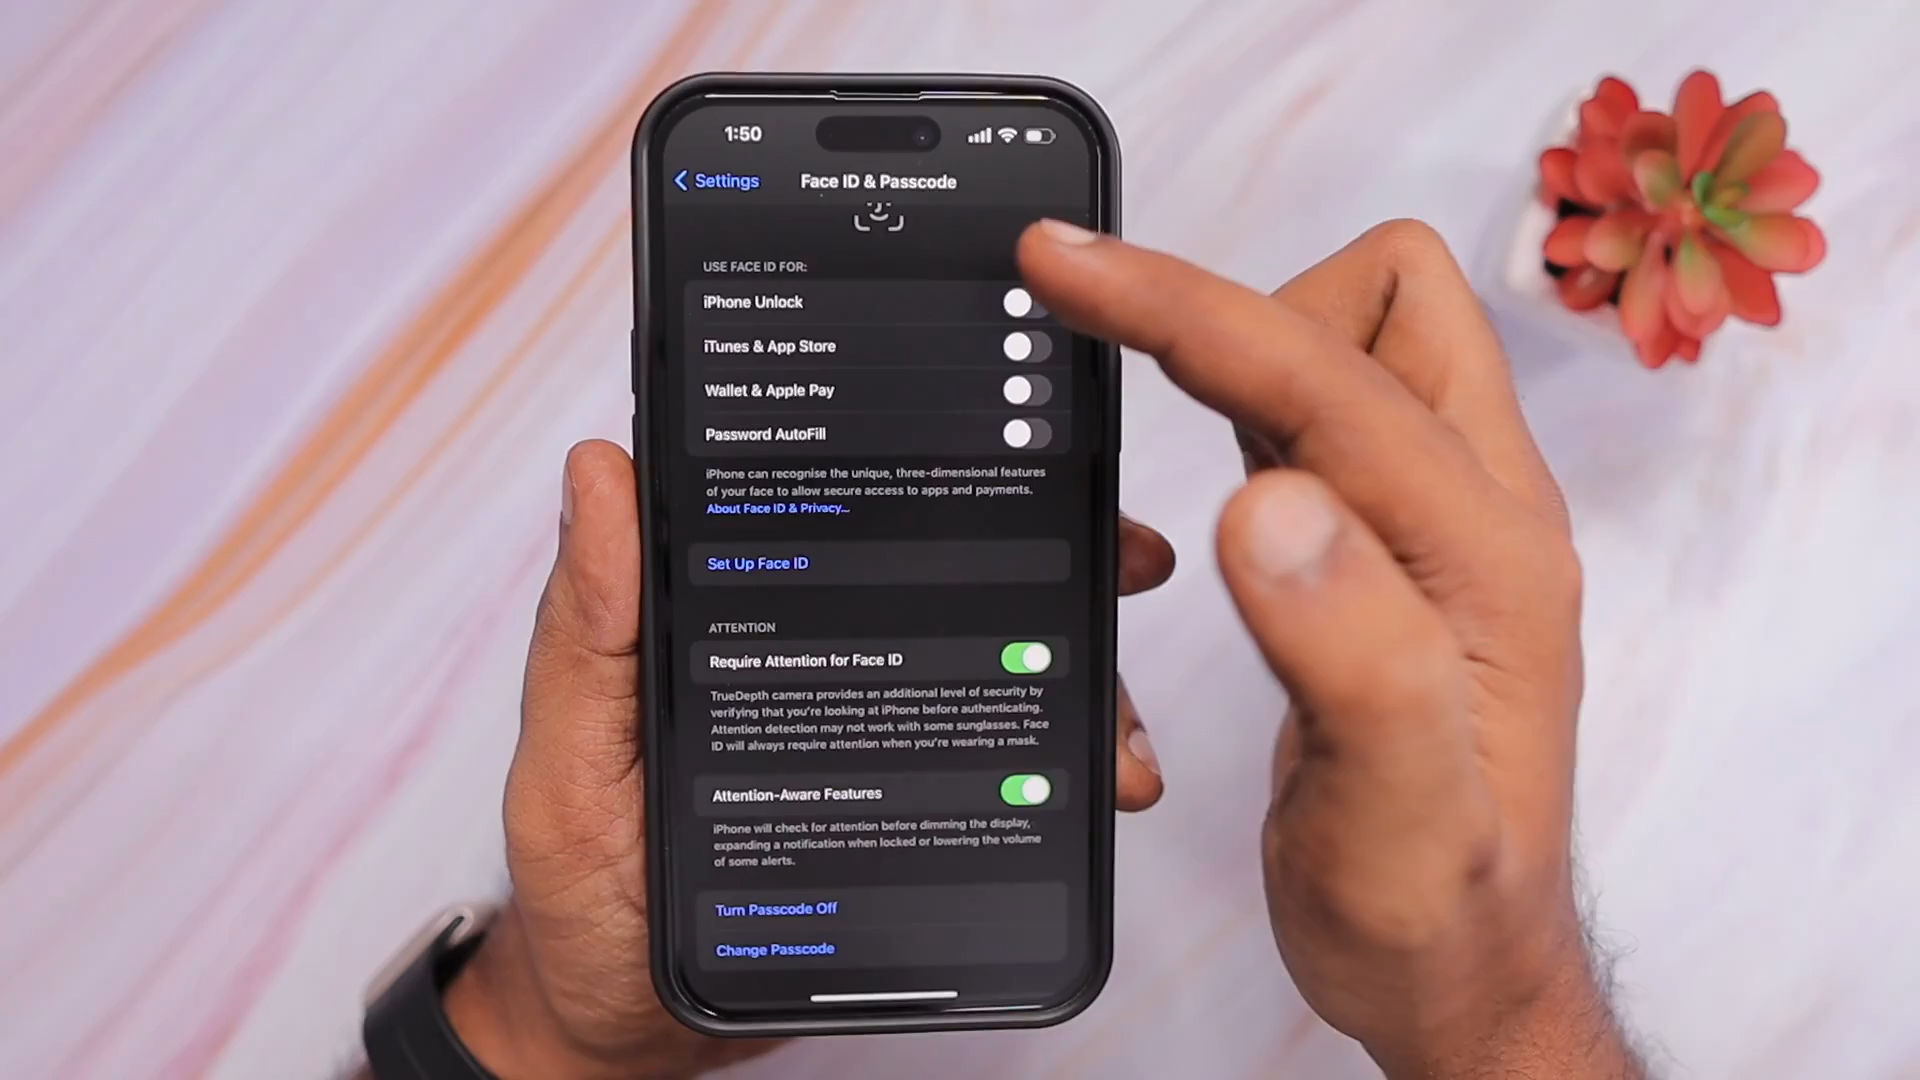 1:50
Settings
Face ID & Passcode
USE FACE ID FOR:
iPhone Unlock
iTunes & App Store
Wallet & Apple Pay
Password AutoFill
iPhone can recognise the unique, three-dimensional features
of your face to allow secure access to apps and payments.
About Face ID & Privacy...
Set Up Face ID
ATTENTION
Require Attention for Face ID
TrueDepth camera provides an additional level of security by
verifying that you're looking at iPhone before authenticating.
Attention detection may not work with some sunglasses. Face
ID will always require attention when you're wearing a mask.
Attention-Aware Features
iPhone will check for attention before dimming the display,
expanding a notification when locked or lowering the volume
of some alerts.
Turn Passcode Off
Change Passcode